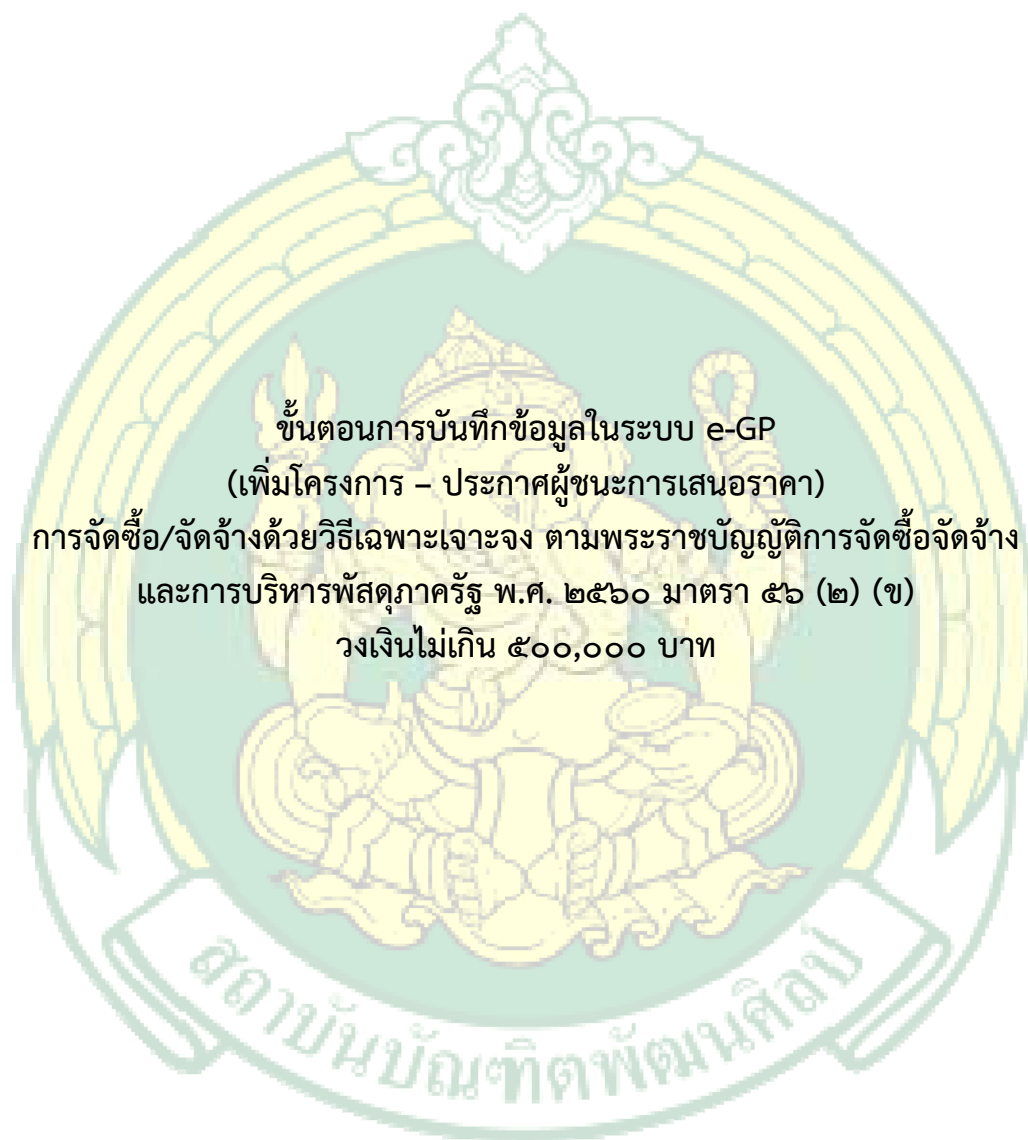 ขั้นตอนการบันทึกข้อมูลในระบบ e-GP
(เพิ่มโครงการ – ประกาศผู้ชนะการเสนอราคา)
การจัดซื้อ/จัดจ้างด้วยวิธีเฉพาะเจาะจง ตามพระราชบัญญัติการจัดซื้อจัดจ้าง
และการบริหารพัสดุภาครัฐ พ.ศ. ๒๕๖๐ มาตรา ๕๖ (๒) (ข)
วงเงินไม่เกิน ๕๐๐,๐๐๐ บาท
สถาบันบัณฑิตพัฒนศิลป์